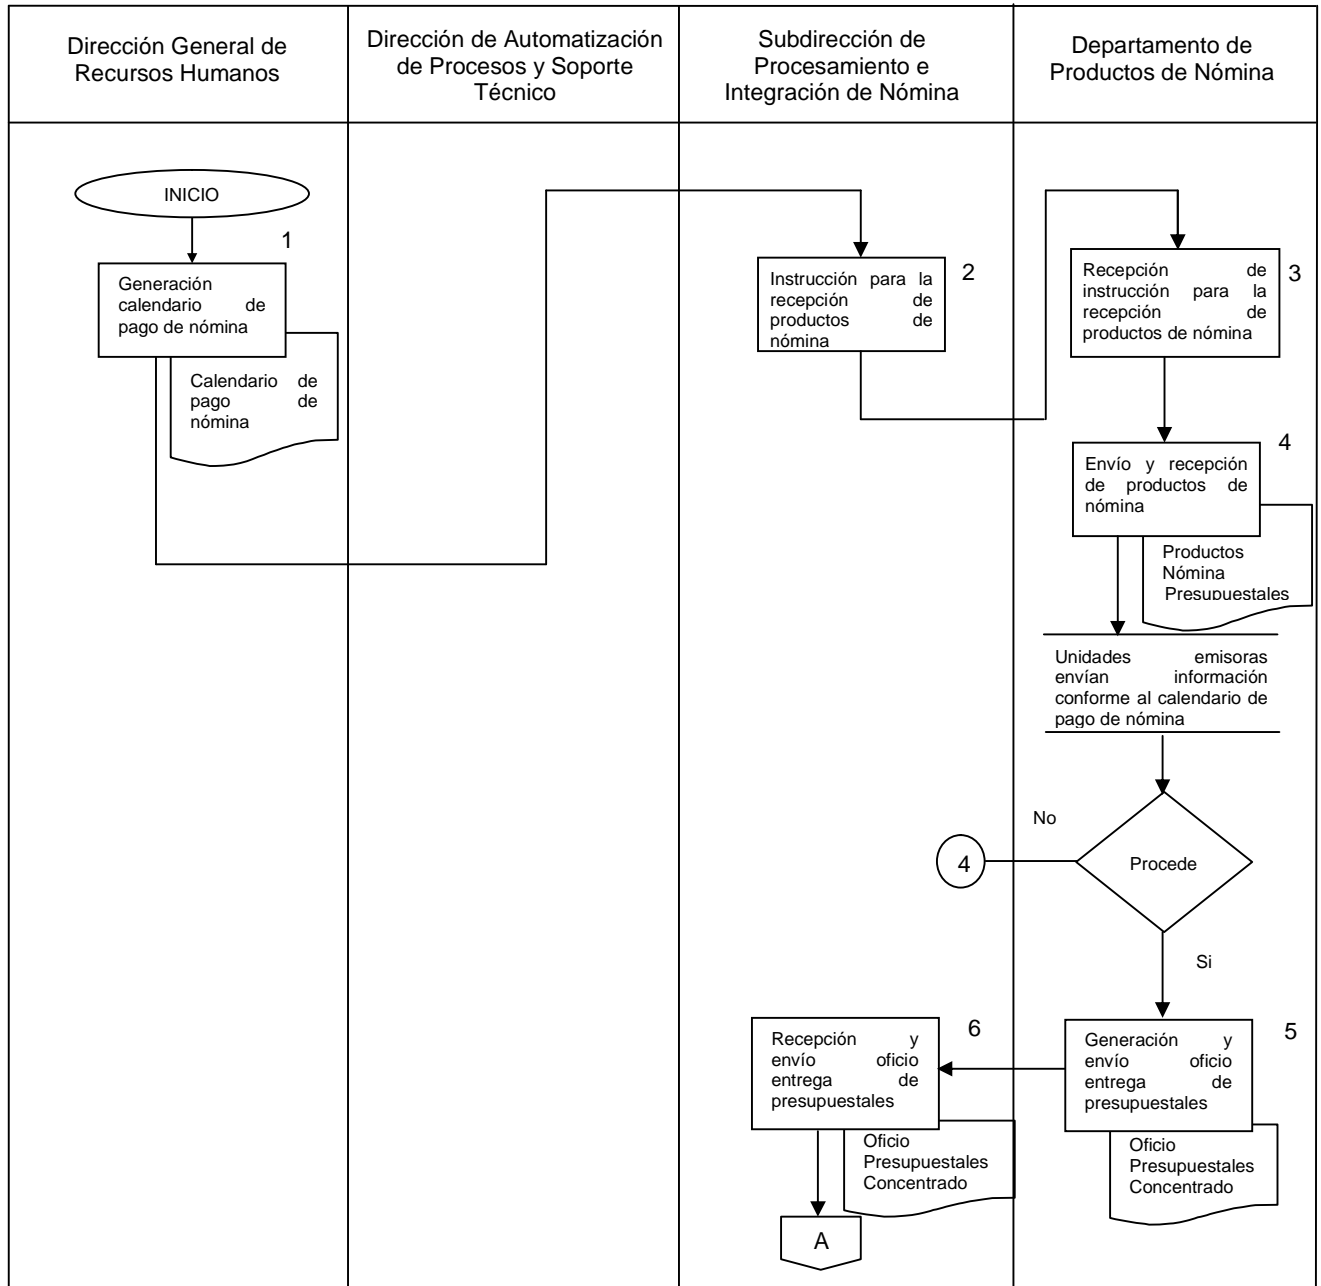 Dirección General de
Recursos Humanos
Dirección de Automatización
de Procesos y Soporte
Técnico
Subdirección de
Procesamiento e
Integración de Nómina
Departamento de
Productos de Nómina
INICIO
1
Generación
calendario de
pago de nómina
Calendario de
pago de
nómina
2
Instrucción para la
recepción de
productos de
nómina
3
Recepción de
instrucción para la
recepción de
productos de nómina
4
Envío y recepción
de productos de
nómina
Productos
Nómina
Presupuestales
Unidades emisoras
envían información
conforme al calendario de
pago de nómina
No
4
Procede
Si
6
Recepción y
envío oficio
entrega de
presupuestales
Oficio
Presupuestales
Concentrado
A
5
Generación y
envío oficio
entrega de
presupuestales
Oficio
Presupuestales
Concentrado